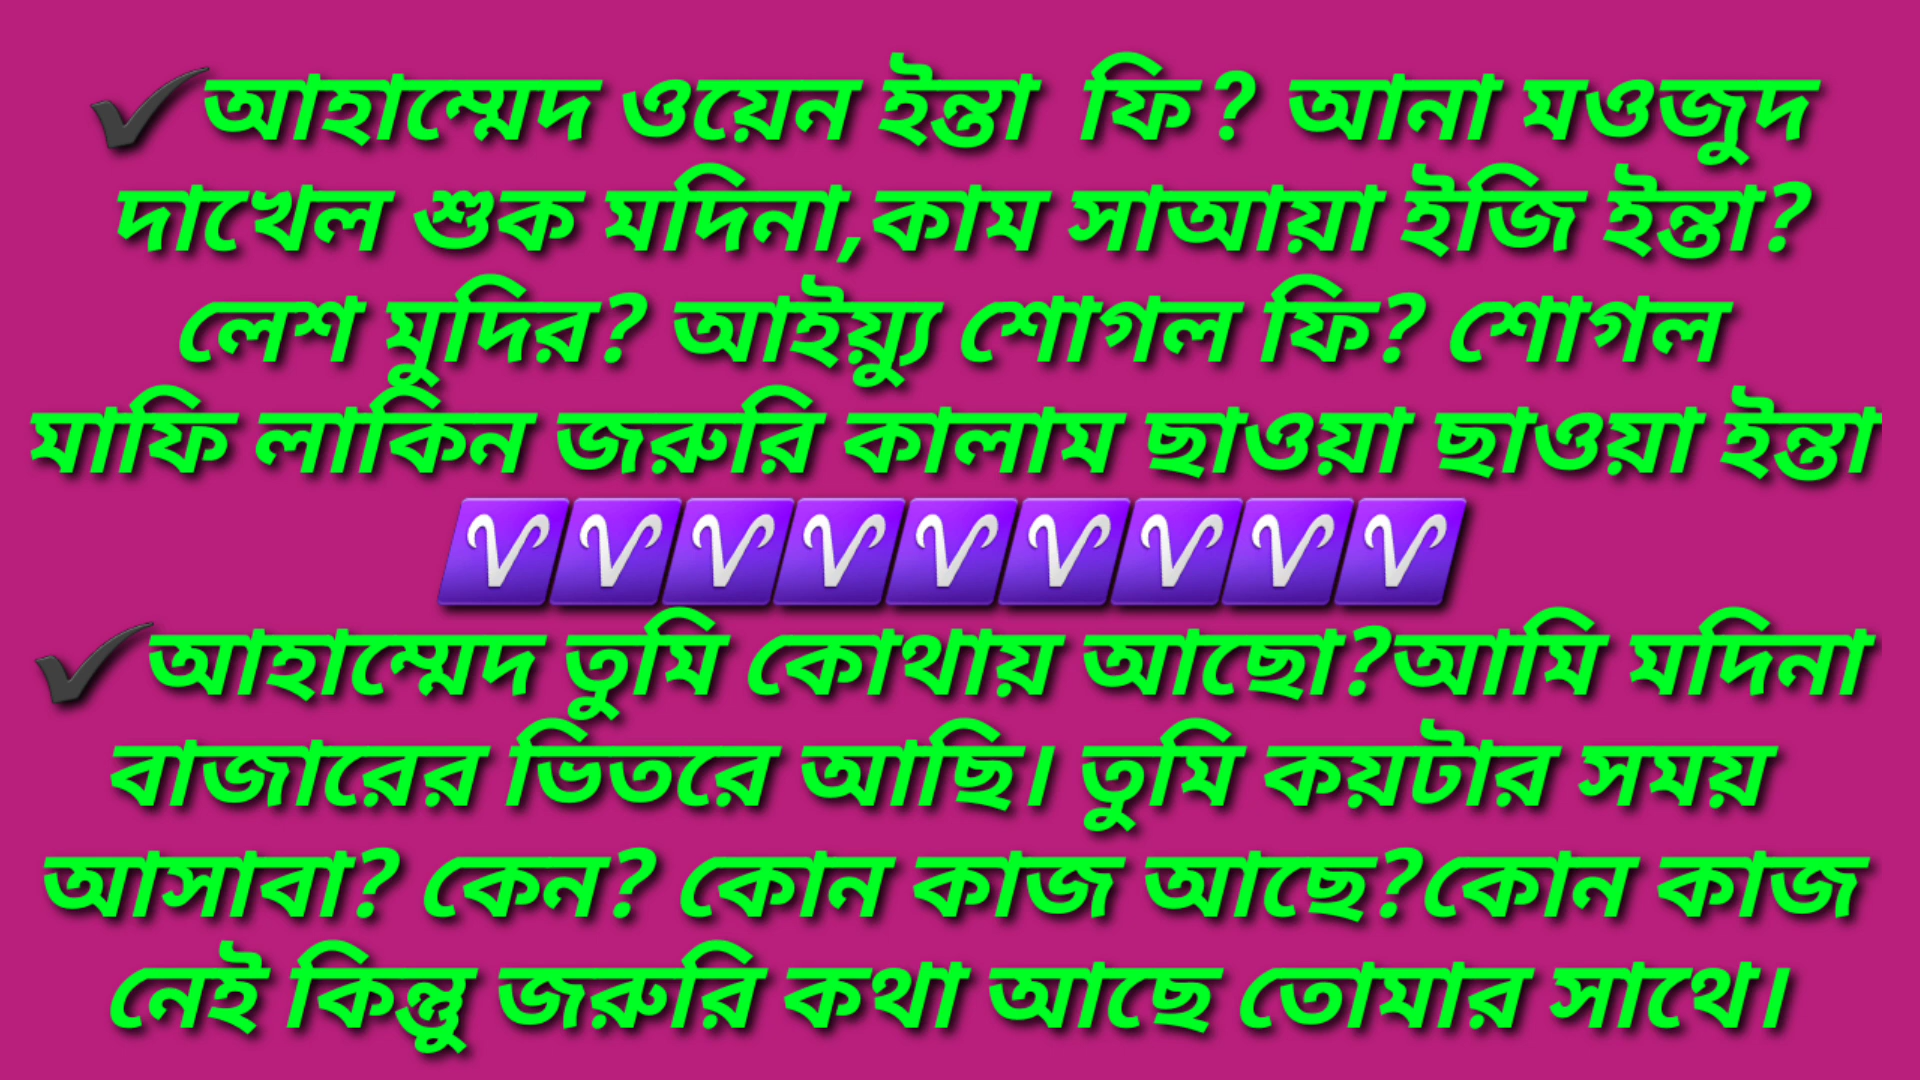 ✔আহাম্মেদ ওয়েন ইন্তা ফি? আনা মওজুদ
দাখেল শুক মদিনা,কাম সাআয়া ইজি ইন্তা?
লেশ মুদির? আইয়্যু শোগল ফি? শোগল
মাফি লাকিন জরুরি কালাম ছাওয়া ছাওয়া ইন্তা
♈♈♈♈♈♈♈♈♈
✔আহাম্মেদ তুমি কোথায় আছো?আমি মদিনা
বাজারের ভিতরে আছি। তুমি কয়টার সময়
আসাবা? কেন? কোন কাজ আছে?কোন কাজ
নেই কিন্তু জরুরি কথা আছে তোমার সাথে।